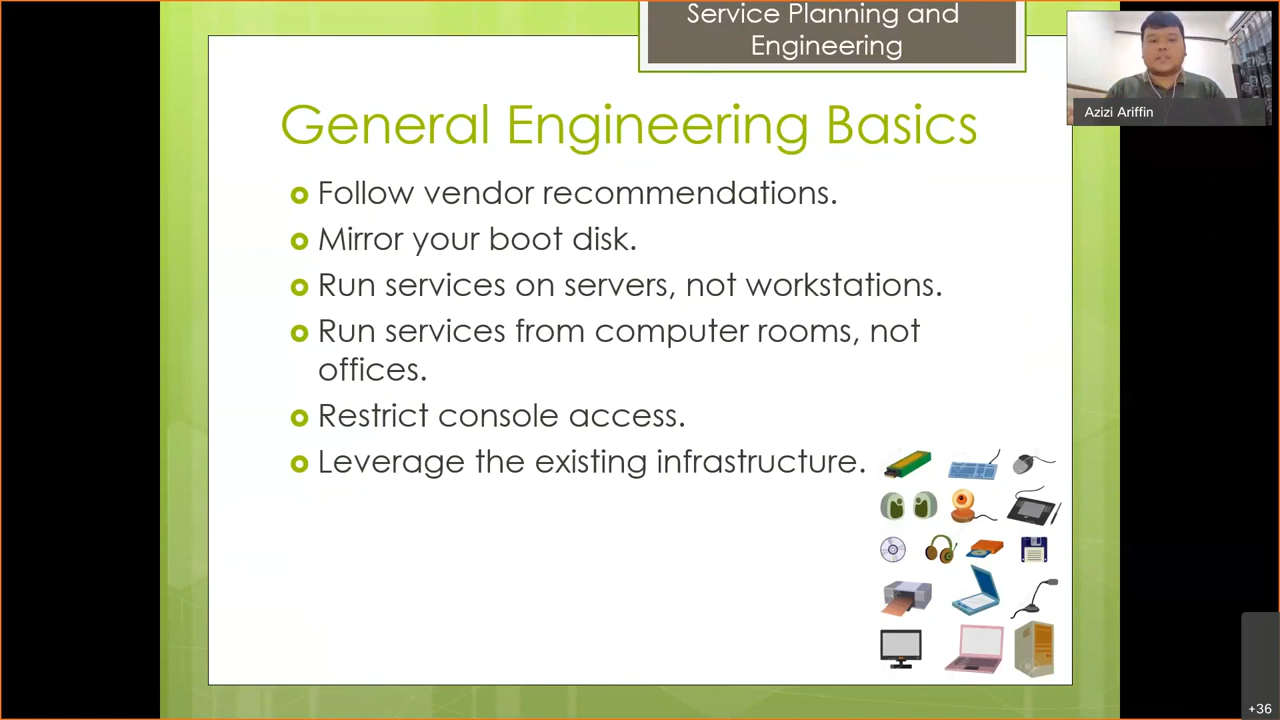 Service Planning and
Engineering
Azizi Ariffin
General Engineering Basics
Follow vendor recommendations.
Mirror your boot disk.
Run services on servers, not workstations.
Run services from computer rooms, not
offices.
Restrict console access.
Leverage the existing infrastructure.
+36